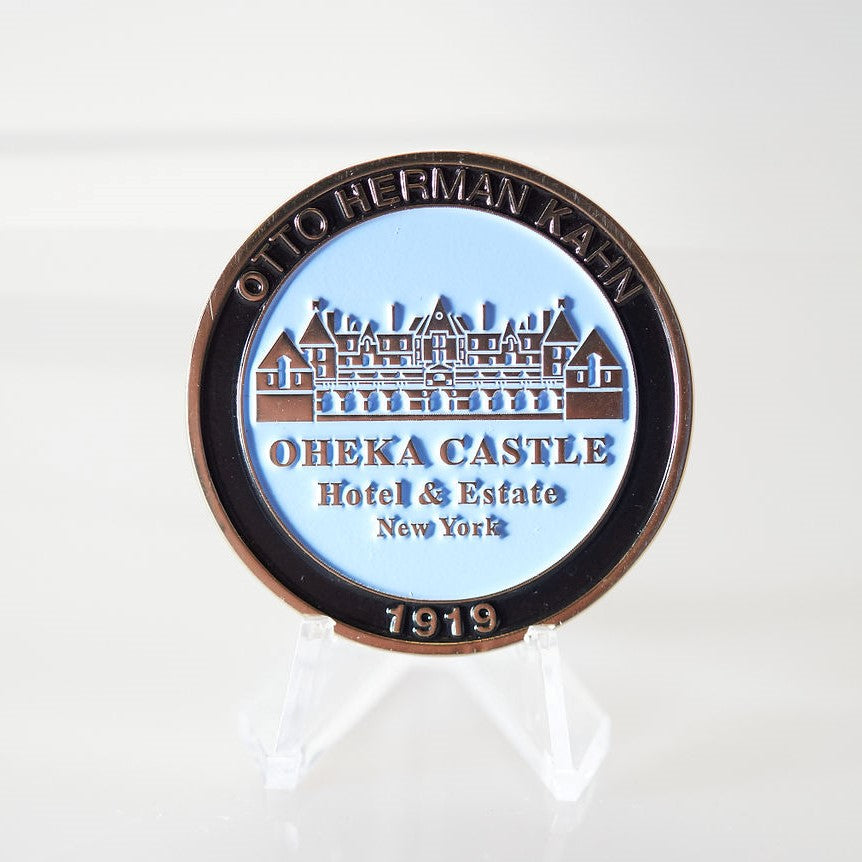 OTTO HERMAN KAHN
OHEKA CASTLE
Hotel & Estate
New York
1919